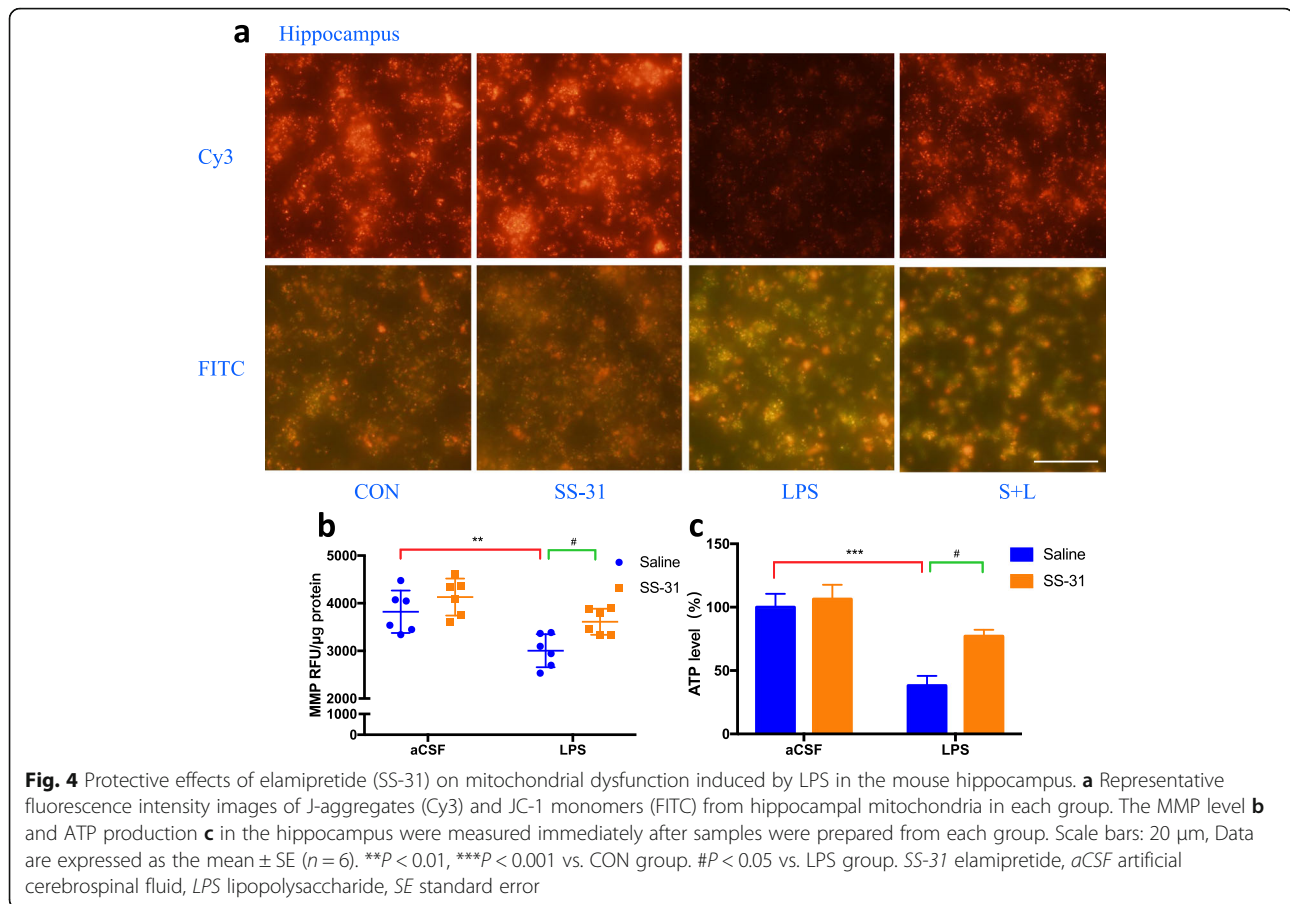 a Hippocampus
Cy3
FITC
CON SS-31 LPS S+L
b
** #
Saline
SS-31
MMP RFU/µg protein
5000
4000
3000
2000
1000
0
aCSF LPS
c
*** #
Saline
SS-31
ATP level (%)
150
100
50
0
aCSF LPS
Fig. 4 Protective effects of elamipretide (SS-31) on mitochondrial dysfunction induced by LPS in the mouse hippocampus. a Representative
fluorescence intensity images of J-aggregates (Cy3) and JC-1 monomers (FITC) from hippocampal mitochondria in each group. The MMP level b
and ATP production c in the hippocampus were measured immediately after samples were prepared from each group. Scale bars: 20 µm, Data
are expressed as the mean ± SE (n = 6). **P < 0.01, ***P < 0.001 vs. CON group. #P < 0.05 vs. LPS group. SS-31 elamipretide, aCSF artificial
cerebrospinal fluid, LPS lipopolysaccharide, SE standard error